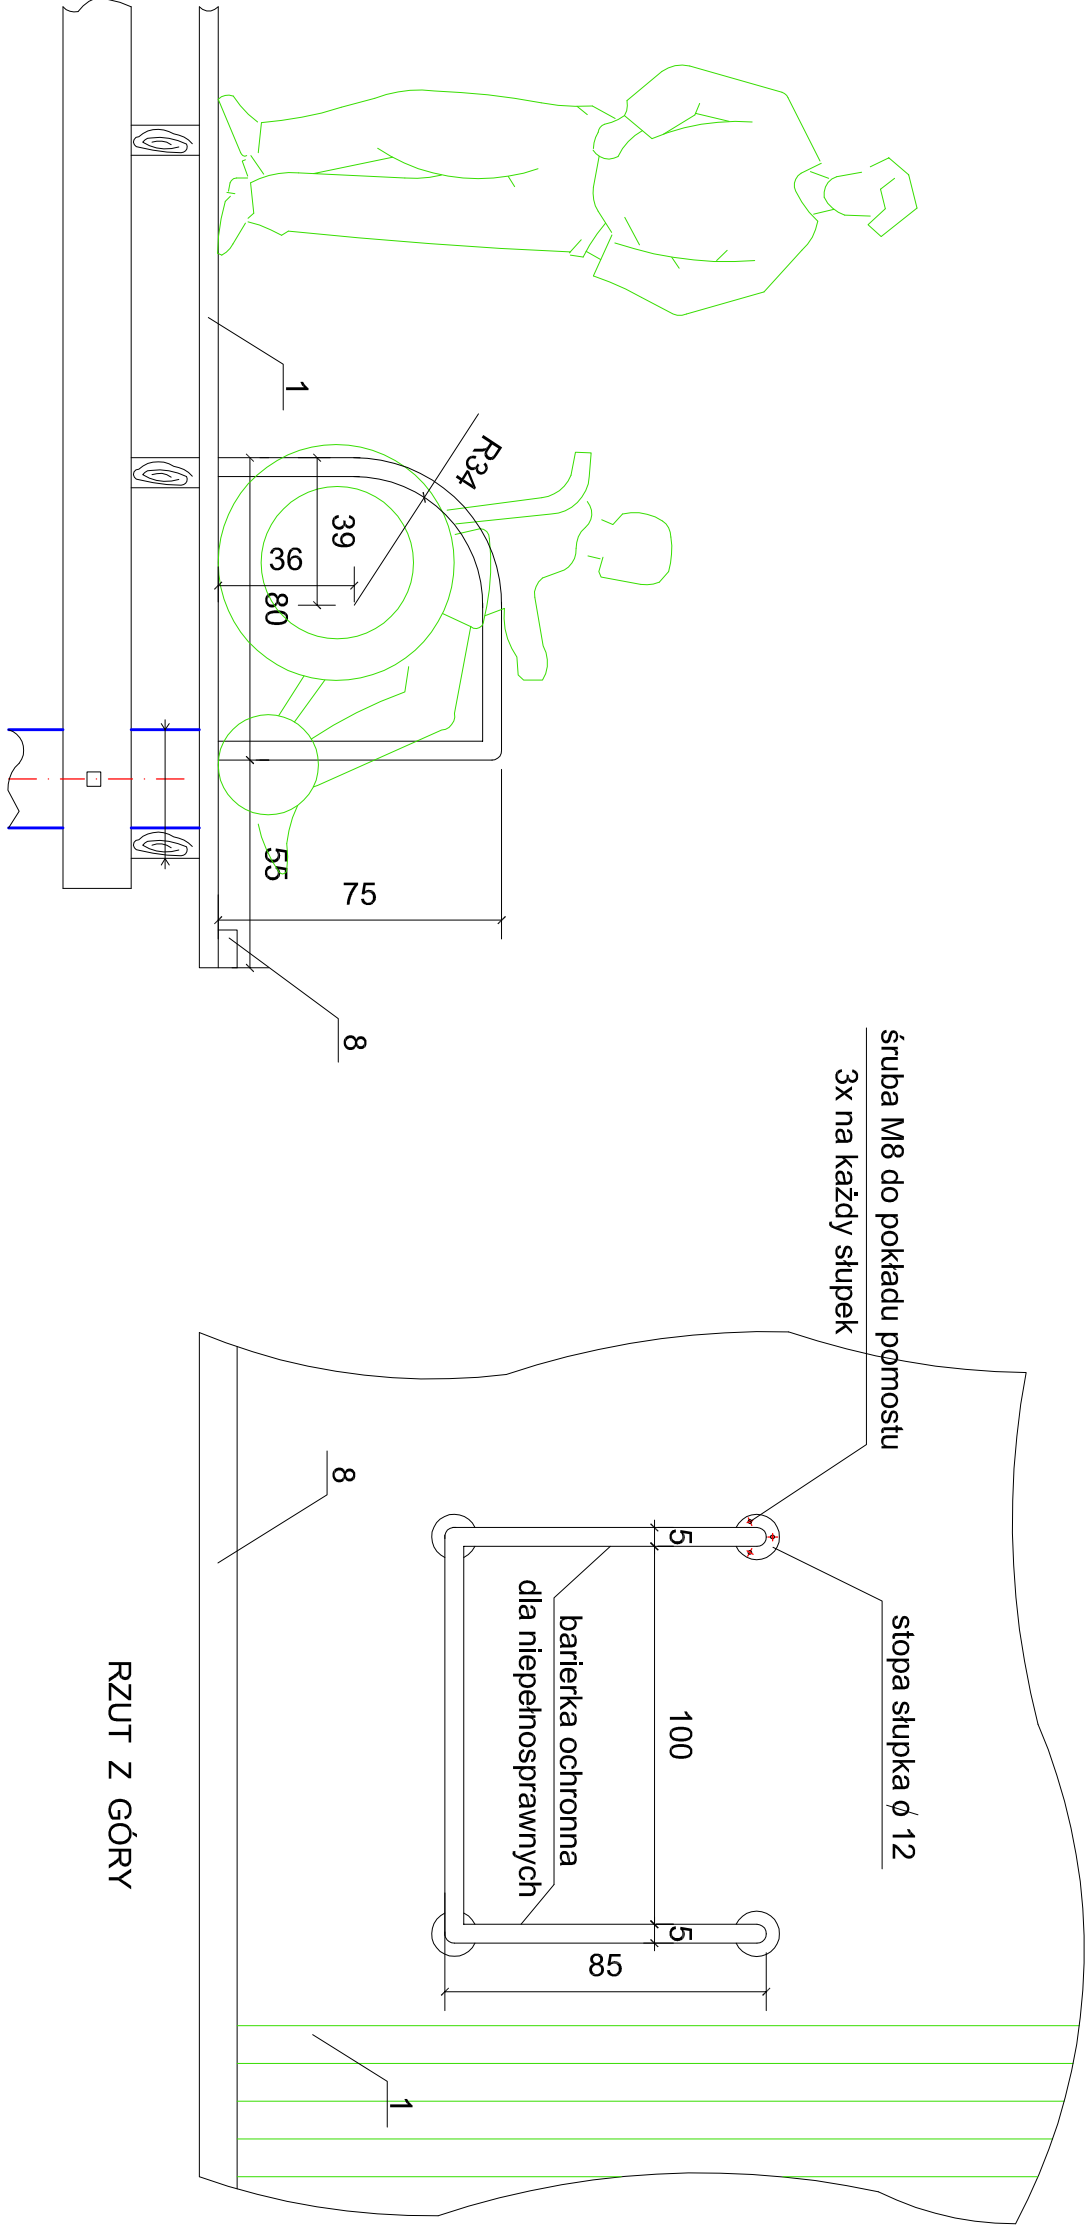 1
R34
39
36
80
55
75
8
śruba M8 do pokładu pomostu
3x na każdy słupek
stopa słupka ϕ 12
8
5
100
5
barierka ochronna
dla niepełnosprawnych
85
1
RZUT Z GÓRY